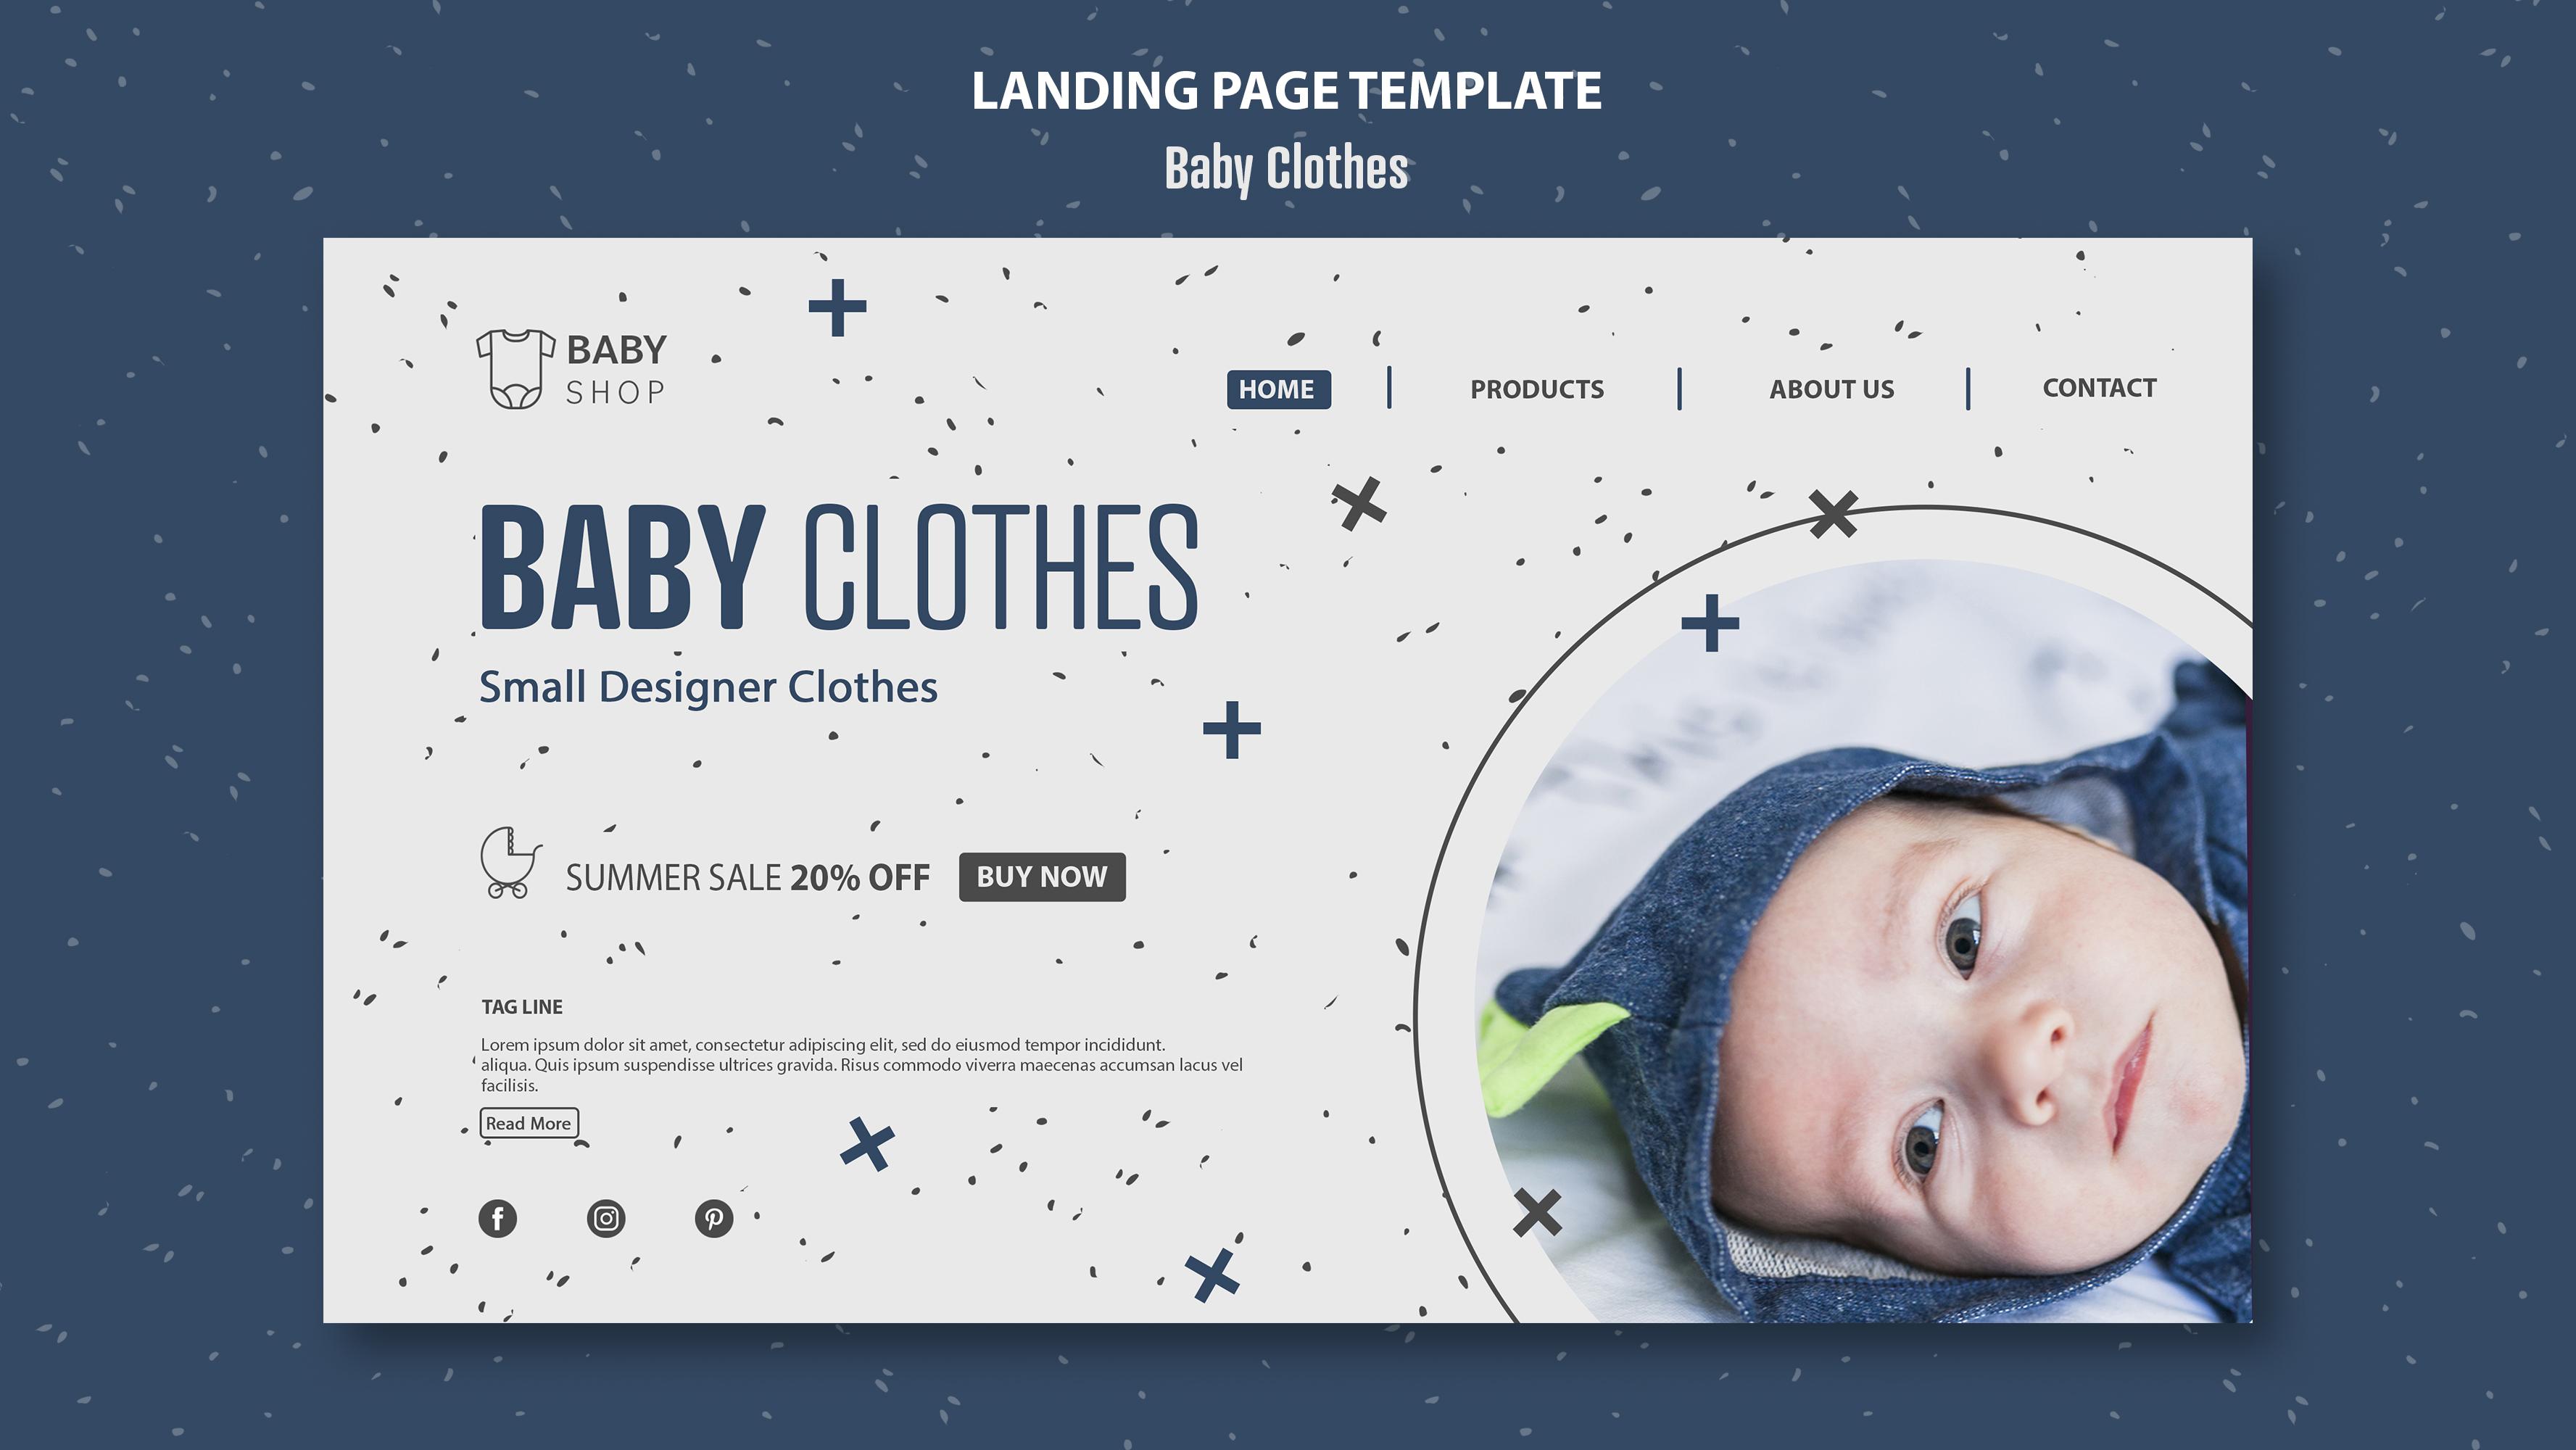 LANDING PAGE TEMPLATE
Baby Clothes
BABY
SHOP
HOME
PRODUCTS
ABOUT US
CONTACT
BABY CLOTHES
Small Designer Clothes
SUMMER SALE 20% OFF
BUY NOW
TAG LINE
Lorem ipsum dolor sit amet, consectetur adipiscing elit, sed do eiusmod tempor incididunt.
aliqua. Quis ipsum suspendisse ultrices gravida. Risus commodo viverra maecenas accumsan lacus vel
facilisis.
Read More